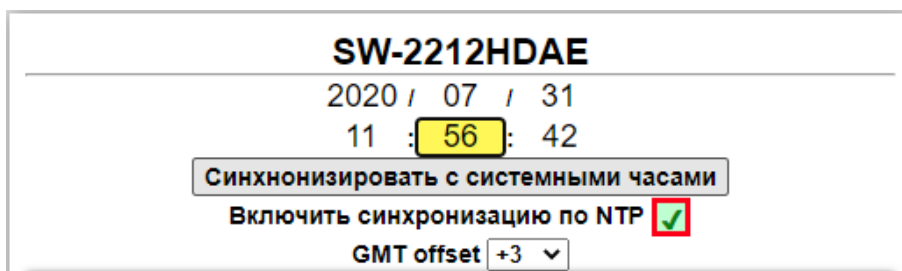 SW-2212HDAE
2020 / 07 / 31
11 : 56 : 42
Синхнонизировать с системными часами
Включить синхронизацию по NTP ✓
GMT offset +3